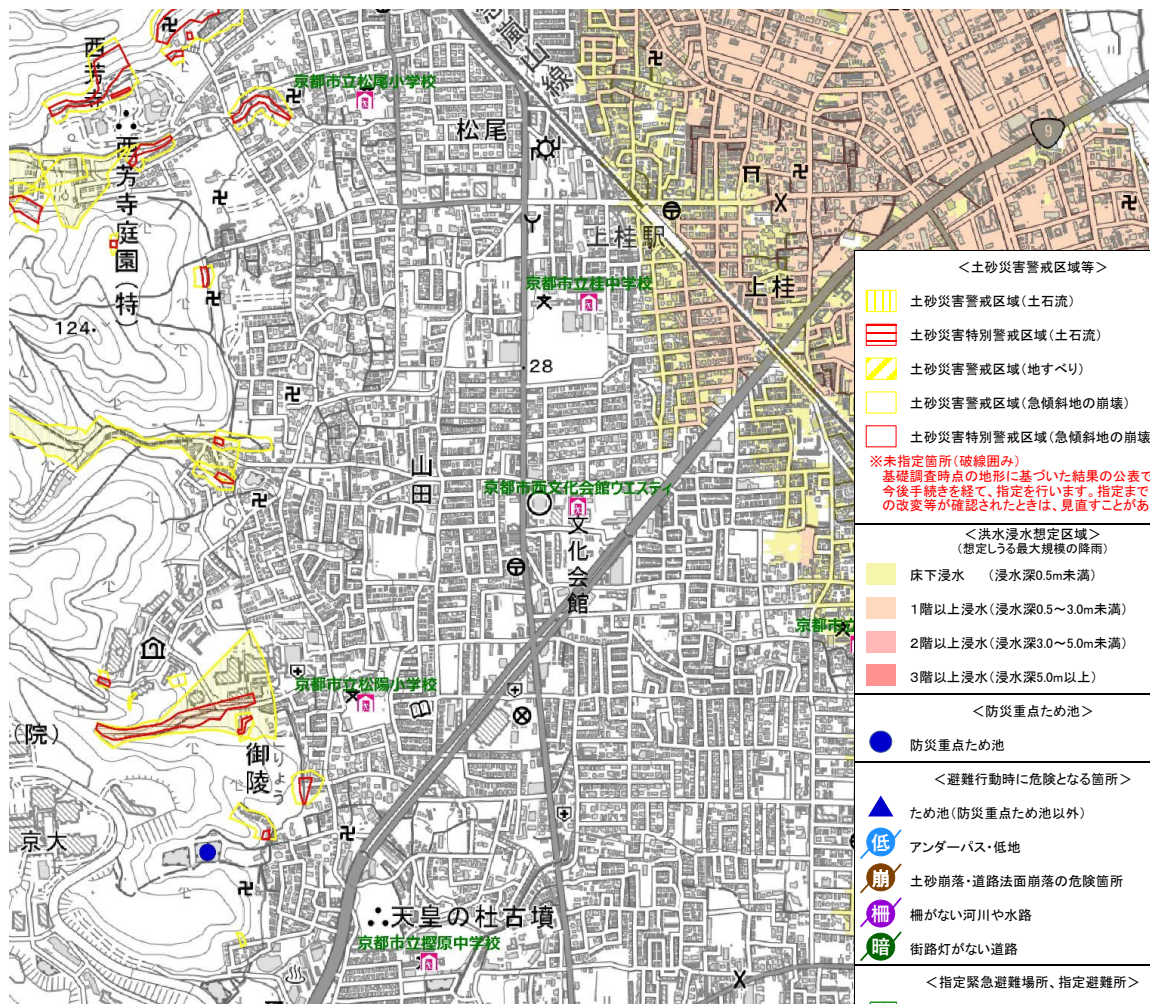 西芳寺
京都市立松尾小学校
松尾
嵐山線
9
西芳寺庭園(特)
上桂駅
京都市立桂中学校
上桂
124
28
山田
京都市西文化会館ウエスティ
文化会館
京都市立
京都市立松陽小学校
(院)
御陵
ごりょう
京大
天皇の杜古墳
京都市立樫原中学校
<土砂災害警戒区域等>
土砂災害警戒区域(土石流)
土砂災害特別警戒区域(土石流)
土砂災害警戒区域(地すべり)
土砂災害警戒区域(急傾斜地の崩壊)
土砂災害特別警戒区域(急傾斜地の崩壊
※未指定箇所(破線囲み)
基礎調査時点の地形に基づいた結果の公表で
今後手続きを経て、指定を行います。指定まで
の改変等が確認されたときは、見直すことがあ
<洪水浸水想定区域>
(想定しうる最大規模の降雨)
床下浸水 (浸水深0.5m未満)
1階以上浸水(浸水深0.5～3.0m未満)
2階以上浸水(浸水深3.0～5.0m未満)
3階以上浸水(浸水深5.0m以上)
<防災重点ため池>
防災重点ため池
<避難行動時に危険となる箇所>
ため池(防災重点ため池以外)
低 アンダーパス・低地
崩 土砂崩落・道路法面崩落の危険箇所
柵 柵がない河川や水路
暗 街路灯がない道路
<指定緊急避難場所、指定避難所>